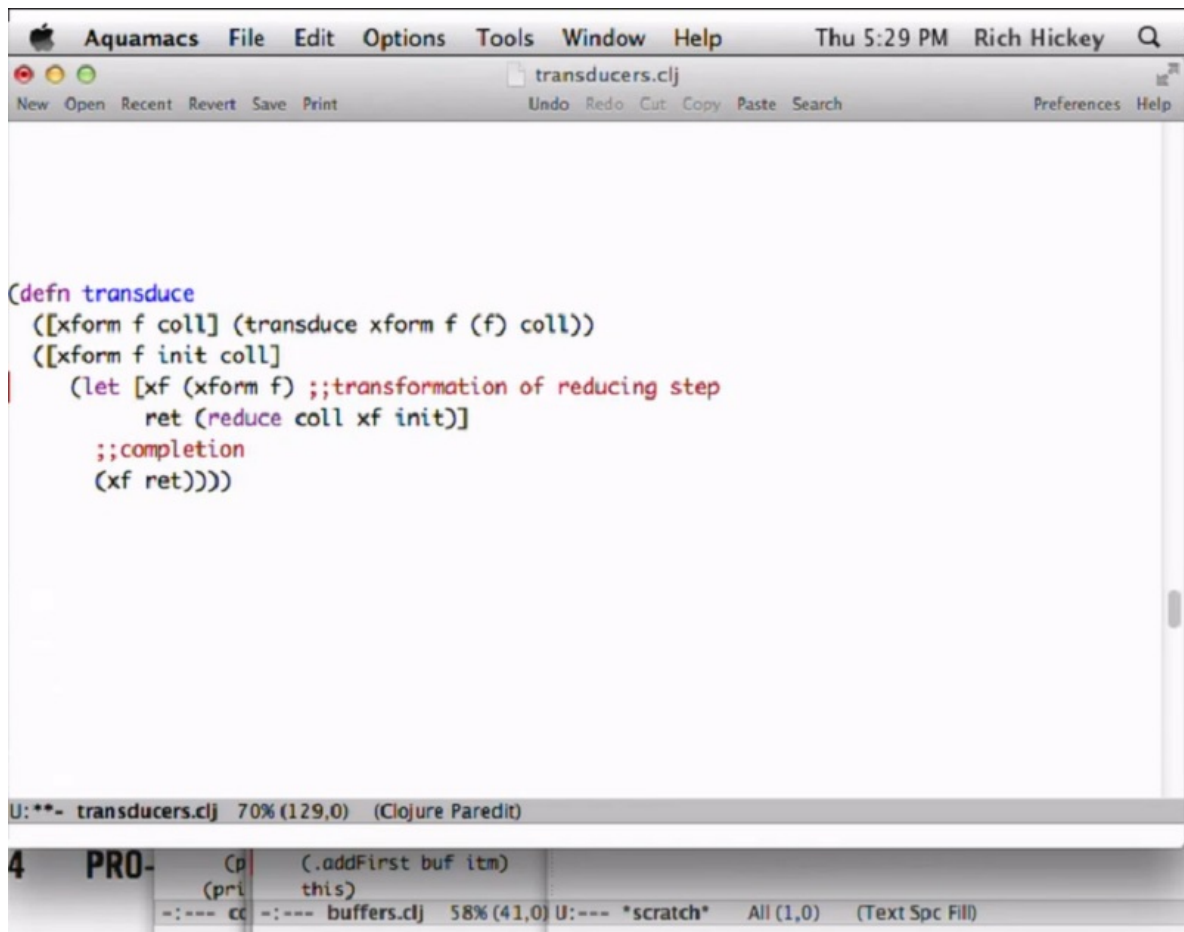 Aquamacs File Edit Options Tools Window Help Thu 5:29 PM Rich Hickey
transducers.clj
New Open Recent Revert Save Print Undo Redo Cut Copy Paste Search Preferences Help
(defn transduce
([xform f coll] (transduce xform f (f) coll))
([xform f init coll]
(let [xf (xform f) ;;transformation of reducing step
ret (reduce coll xf init)]
;;completion
(xf ret))))
U:**- transducers.clj 70% (129,0) (Clojure Paredit)
4 PRO- (p (.addFirst buf itm)
(pri this)
-:--- cc -:--- buffers.clj 58% (41,0) U:--- *scratch* All (1,0) (Text Spc Fill)